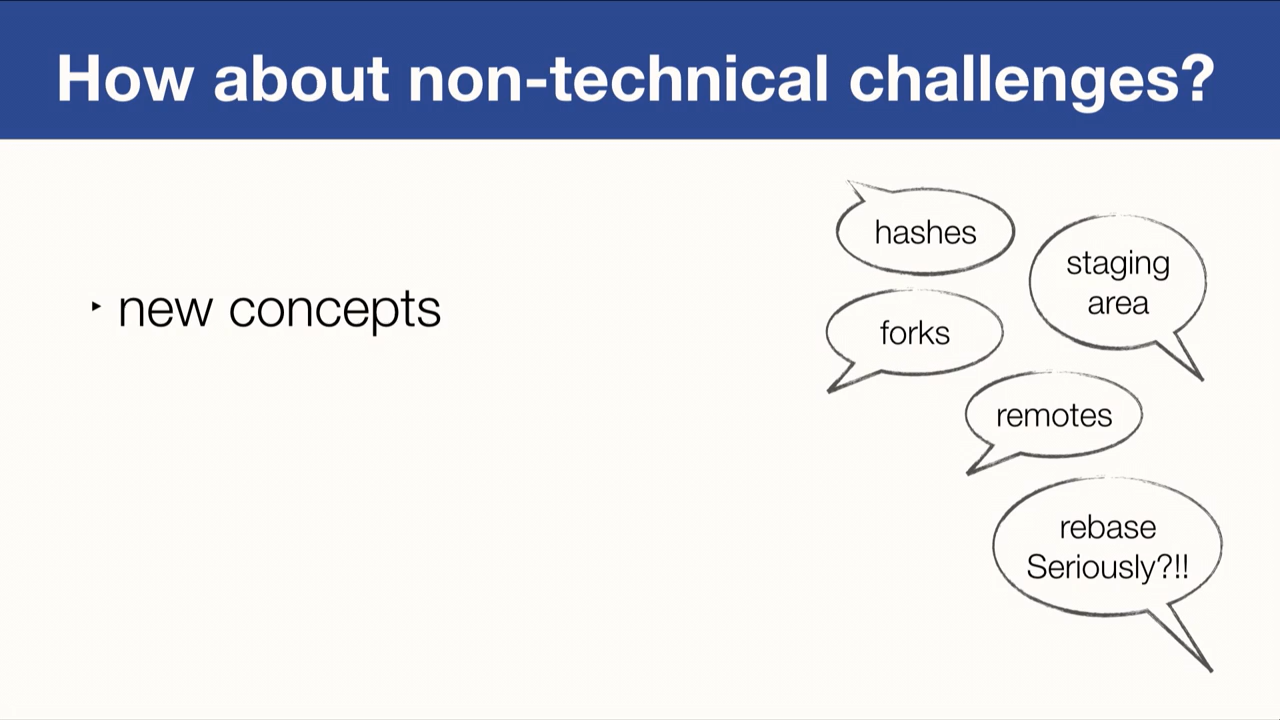 How about non-technical challenges?
‣ new concepts
hashes
staging
area
forks
remotes
rebase
Seriously?!!